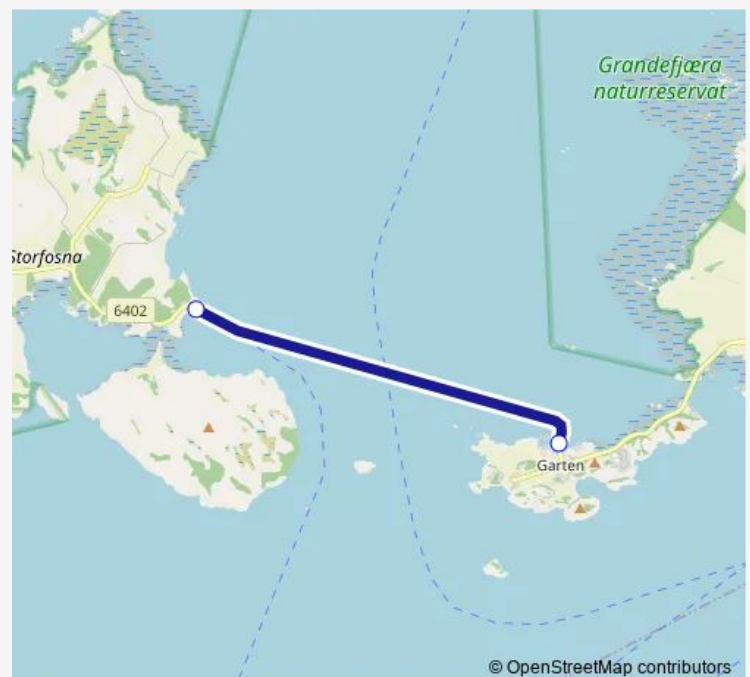 Grandefjæra
naturreservat
Storfosna
6402
Garten
© OpenStreetMap contributors